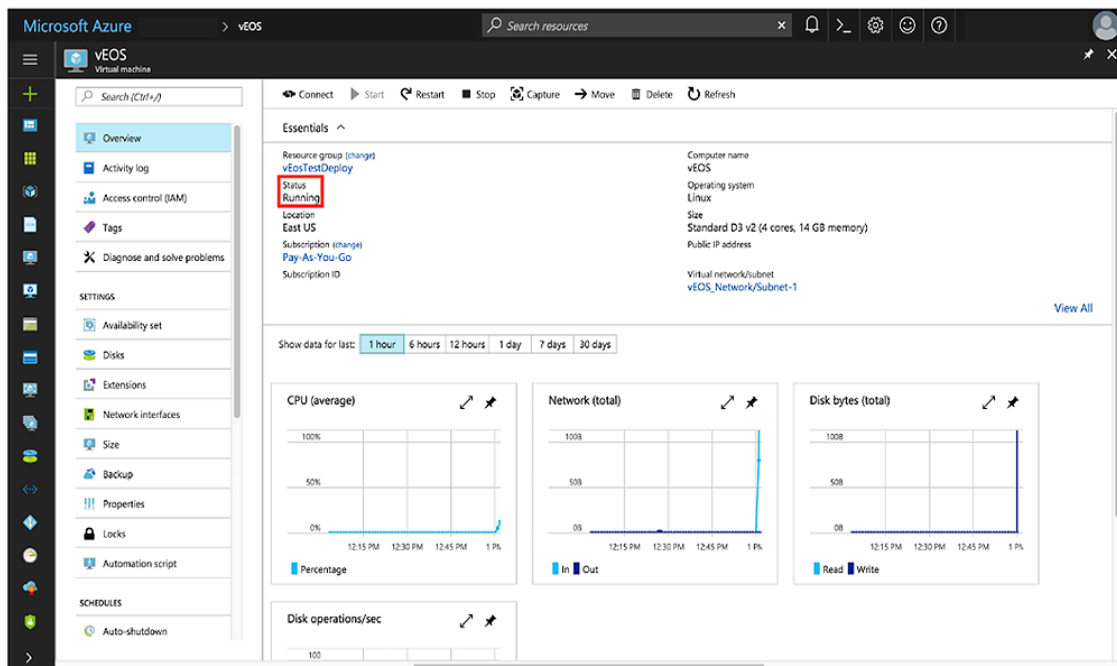 Microsoft Azure > vEOS Search resources
vEOS
Virtual machine
Search (Ctrl+/)
Overview
Activity log
Access control (IAM)
Tags
Diagnose and solve problems
SETTINGS
Availability set
Disks
Extensions
Network interfaces
Size
Backup
Properties
Locks
Automation script
SCHEDULES
Auto-shutdown
Connect Start Restart Stop Capture Move Delete Refresh
Essentials
Resource group (change)
vEosTestDeploy
Status
Running
Location
East US
Subscription (change)
Pay-As-You-Go
Subscription ID
Computer name
vEOS
Operating system
Linux
Size
Standard D3 v2 (4 cores, 14 GB memory)
Public IP address
Virtual network/subnet
vEOS_Network/Subnet-1
View All
Show data for last: 1 hour 6 hours 12 hours 1 day 7 days 30 days
CPU (average)
100%
50%
0%
12:15 PM 12:30 PM 12:45 PM 1 PM
Percentage
Network (total)
100B
50B
0B
12:15 PM 12:30 PM 12:45 PM 1 PM
In Out
Disk bytes (total)
100B
50B
0B
12:15 PM 12:30 PM 12:45 PM 1 PM
Read Write
Disk operations/sec
100